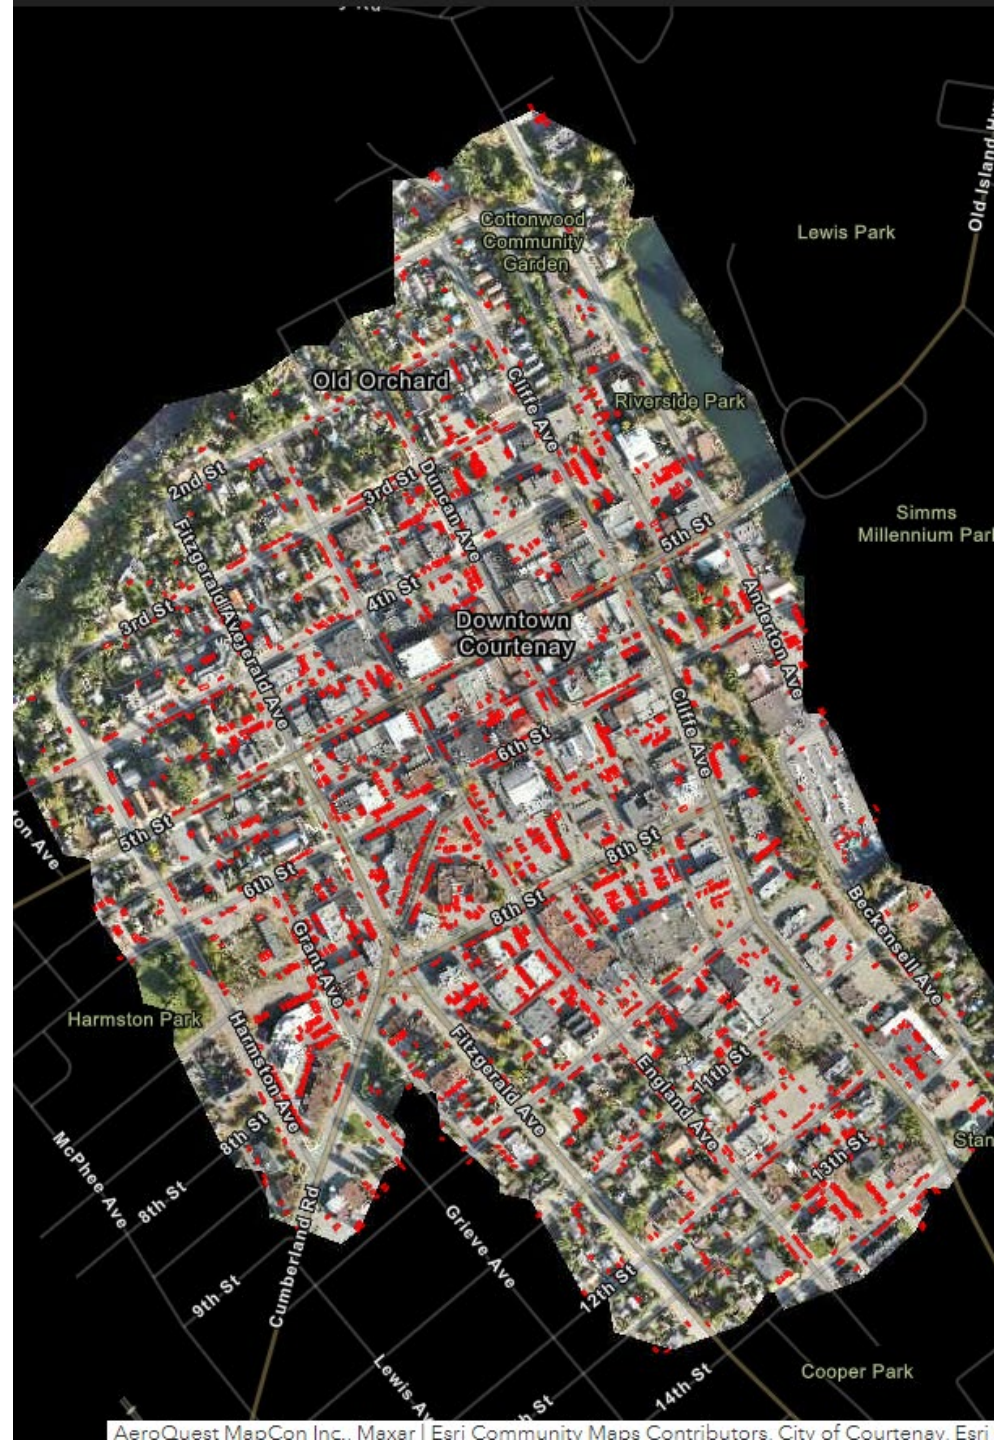 Old Island
Lewis Park
Cottonwood
Community
Garden
Old Orchard
Cliffe Ave
Riverside Park
2nd St
3rd St
Duncan Ave
5th St
Simms
Millennium Park
Fitzgerald Ave
4th St
3rd St
Downtown
Courtenay
Anderton Ave
Fitzgerald Ave
Cliffe Ave
6th St
5th St
8th St
6th St
8th St
Beckensell Ave
Grant Ave
Harmston Park
Harmston Ave
Fitzgerald Ave
England Ave
11th St
8th St
13th St
McPhee Ave
8th St
Cumberland Rd
Grieve Ave
9th St
12th St
Lewis Av
14th St
Cooper Park
AeroQuest MapCon Inc., Maxar | Esri Community Maps Contributors, City of Courtenay, Esri